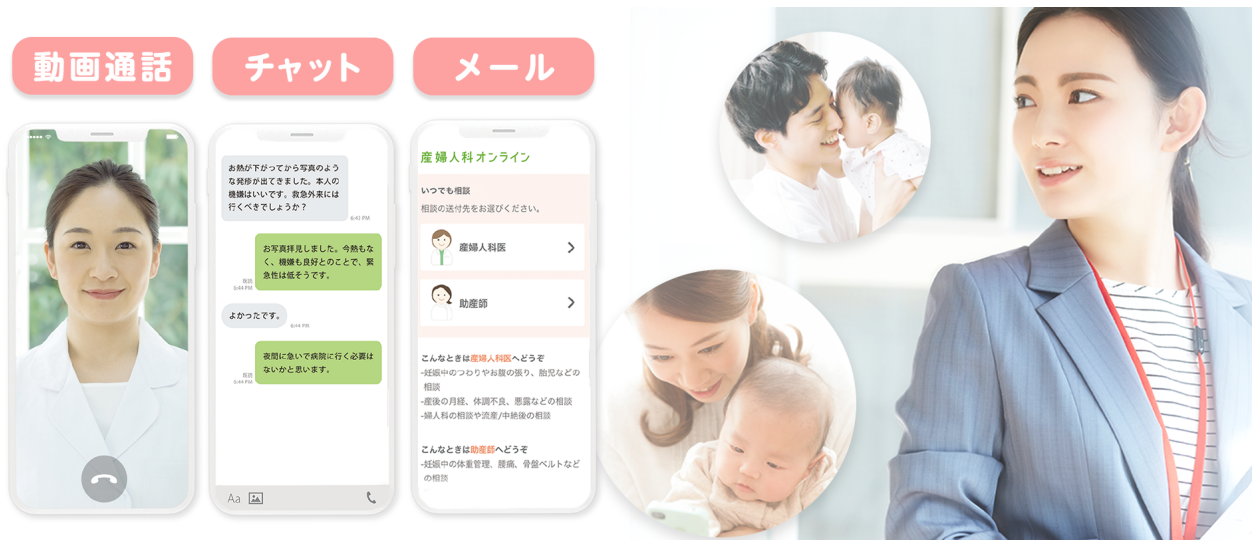 動画通話
チャット
メール
お熱が下がってから写真のよう
な発疹が出てきました。本人の
機嫌はいいです。救急外来には
行くべきでしょうか？
6:41 PM
お写真拝見しました。今熱もな
く、機嫌も良好とのことで、緊
急性は低そうです。
既読
6:44 PM
よかったです。
6:44 PM
夜間に急いで病院に行く必要は
ないかと思います。
既読
6:44 PM
Aa
産婦人科オンライン
いつでも相談
相談の送付先をお選びください。
産婦人科医
助産師
こんなときは産婦人科医へどうぞ
-妊娠中のつわりやお腹の張り、胎児などの
相談
-産後の月経、体調不良、悪露などの相談
-婦人科の相談や流産/中絶後の相談
こんなときは助産師へどうぞ
-妊娠中の体重管理、腰痛、骨盤ベルトなど
の相談